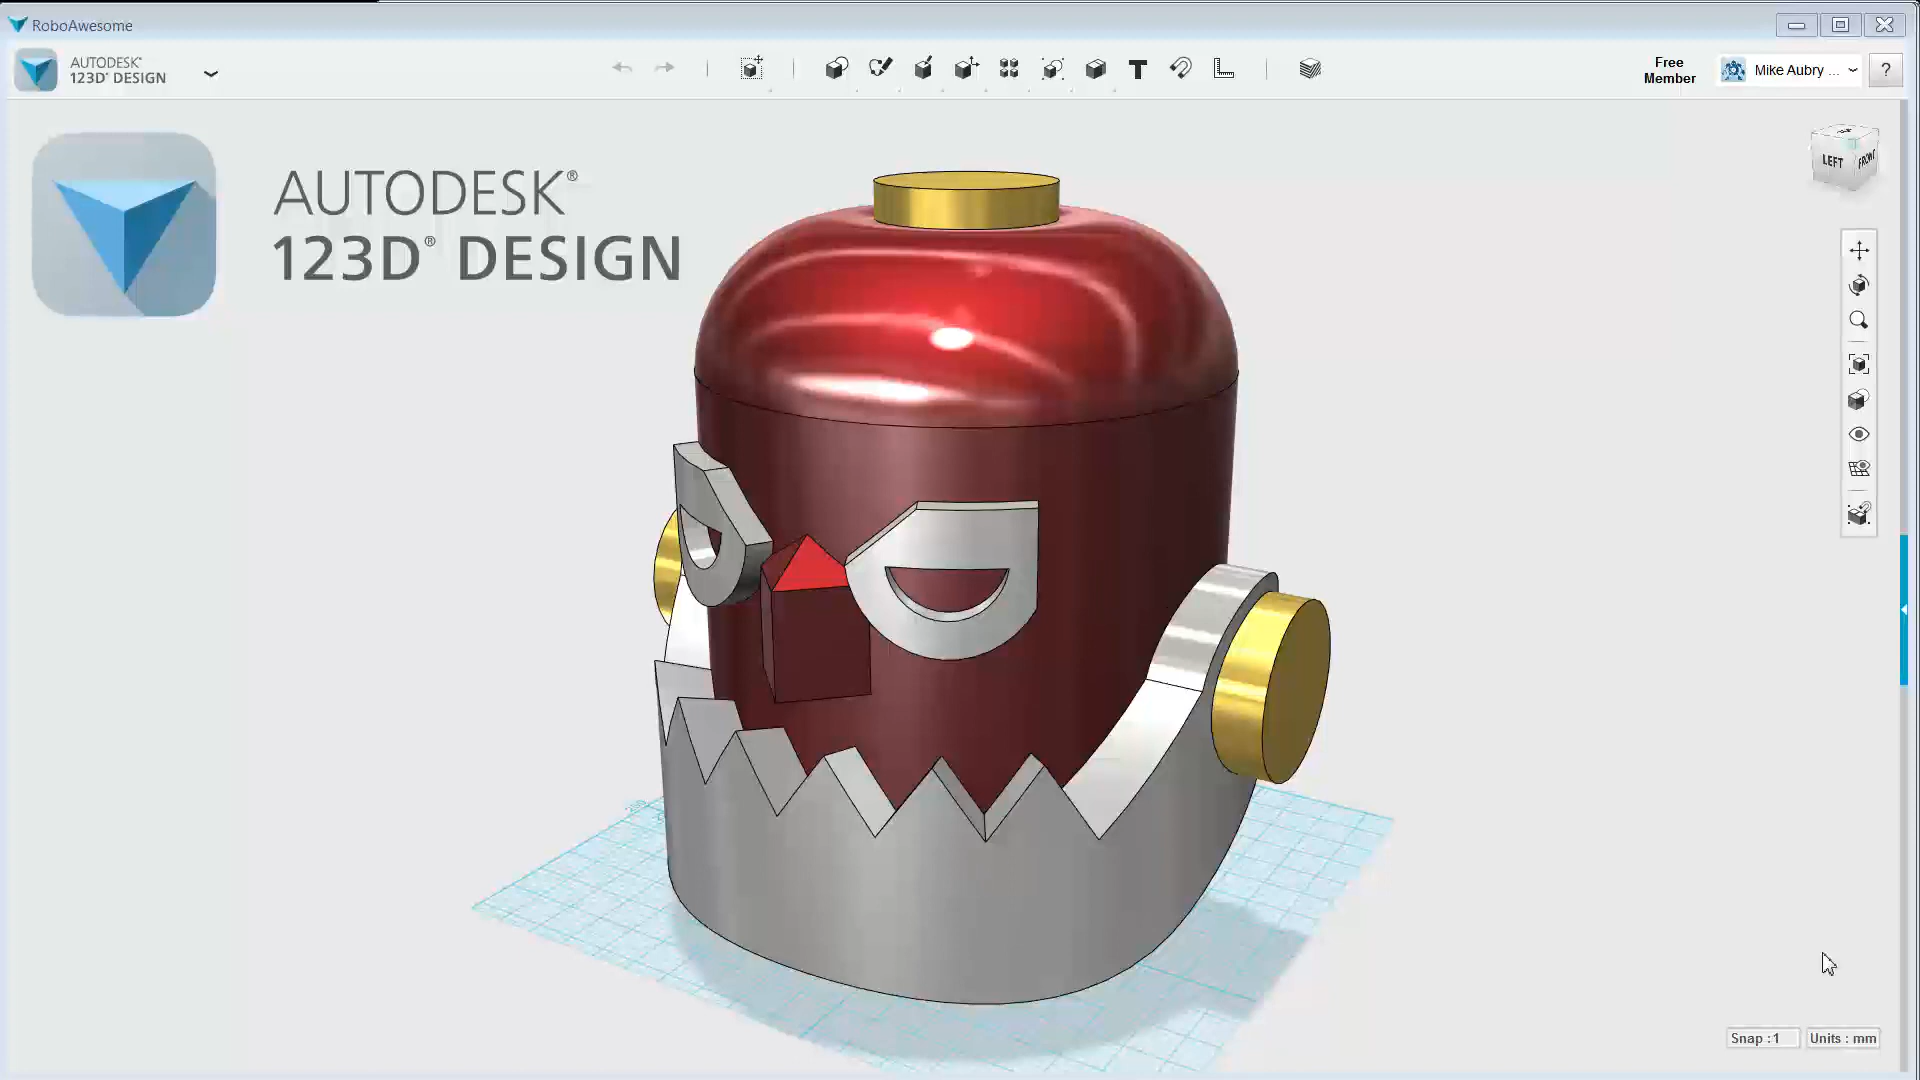 RoboAwesome
AUTODESK®
123D® DESIGN
T
Free
Member
Mike Aubry ...
?
AUTODESK®
123D® DESIGN
LEFT
FRONT
Snap : 1
Units : mm